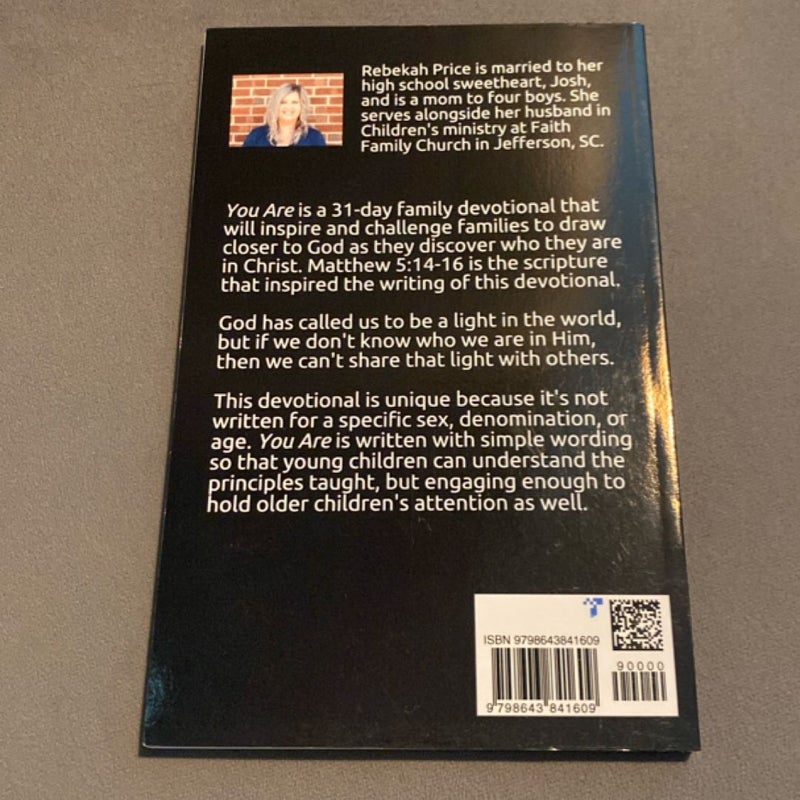 Rebekah Price is married to her
high school sweetheart, Josh,
and is a mom to four boys. She
serves alongside her husband in
Children's ministry at Faith
Family Church in Jefferson, SC.
You Are is a 31-day family devotional that
will inspire and challenge families to draw
closer to God as they discover who they are
in Christ. Matthew 5:14-16 is the scripture
that inspired the writing of this devotional.
God has called us to be a light in the world,
but if we don't know who we are in Him,
then we can't share that light with others.
This devotional is unique because it's not
written for a specific sex, denomination, or
age. You Are is written with simple wording
so that young children can understand the
principles taught, but engaging enough to
hold older children's attention as well.
ISBN 9798643841609
90000
9 798643 841609